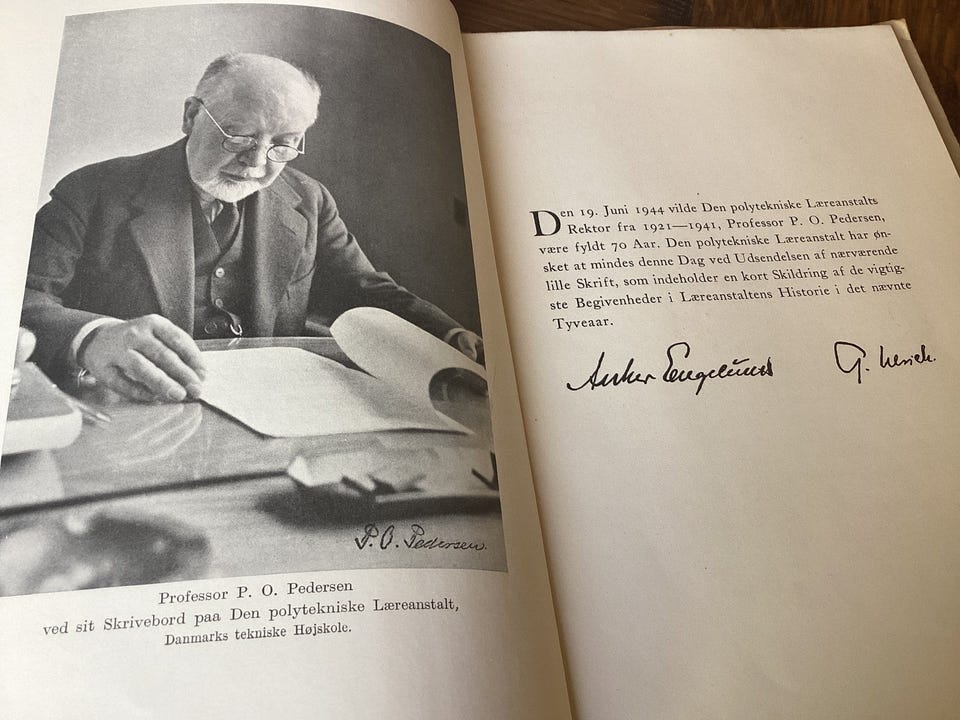 P. O. Pedersen.
Professor P. O. Pedersen
ved sit Skrivebord paa Den polytekniske Læreanstalt,
Danmarks tekniske Højskole.
Den 19. Juni 1944 vilde Den polytekniske Læreanstalts
Rektor fra 1921—1941, Professor P. O. Pedersen,
være fyldt 70 Aar. Den polytekniske Læreanstalt har øn-
sket at mindes denne Dag ved Udsendelsen af nærværende
lille Skrift, som indeholder en kort Skildring af de vigtig-
ste Begivenheder i Læreanstaltens Historie i det nævnte
Tyveaar.
Anker Engelund